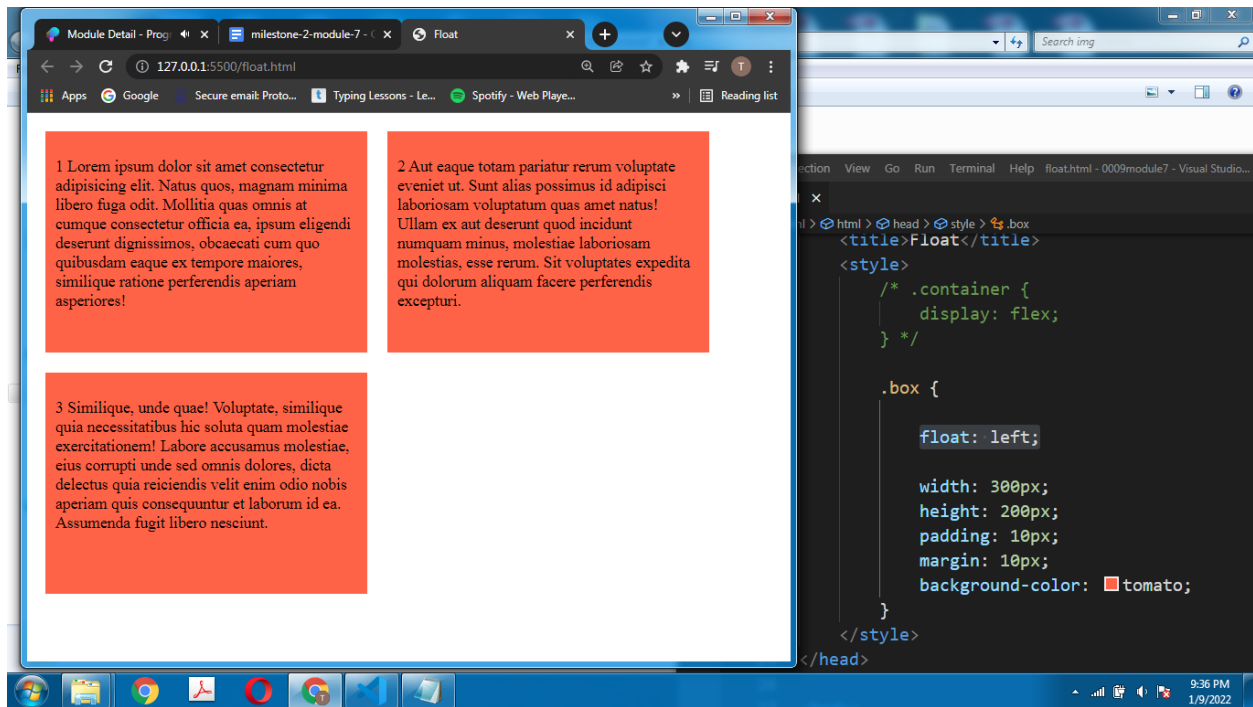 Module Detail - Prog
milestone-2-module-7 -
Float
Search img
127.0.0.1:5500/float.html
T
Apps
Google
Secure email: Proto...
Typing Lessons - Le...
Spotify - Web Playe...
»
Reading list
1 Lorem ipsum dolor sit amet consectetur
adipisicing elit. Natus quos, magnam minima
libero fuga odit. Mollitia quas omnis at
cumque consectetur officia ea, ipsum eligendi
deserunt dignissimos, obcaecati cum quo
quibusdam eaque ex tempore maiores,
similique ratione perferendis aperiam
asperiores!
2 Aut eaque totam pariatur rerum voluptate
eveniet ut. Sunt alias possimus id adipisci
laboriosam voluptatum quas amet natus!
Ullam ex aut deserunt quod incidunt
numquam minus, molestiae laboriosam
molestias, esse rerum. Sit voluptates expedita
qui dolorum aliquam facere perferendis
excepturi.
3 Similique, unde quae! Voluptate, similique
quia necessitatibus hic soluta quam molestiae
exercitationem! Labore accusamus molestiae,
eius corrupti unde sed omnis dolores, dicta
delectus quia reiciendis velit enim odio nobis
aperiam quis consequuntur et laborum id ea.
Assumenda fugit libero nesciunt.
ection View Go Run Terminal Help float.html - 0009module7 - Visual Studio...
html > head > style > .box
<title>Float</title>
<style>
/* .container {
display: flex;
} */
.box {
float: left;
width: 300px;
height: 200px;
padding: 10px;
margin: 10px;
background-color: tomato;
}
</style>
</head>
9:36 PM
1/9/2022